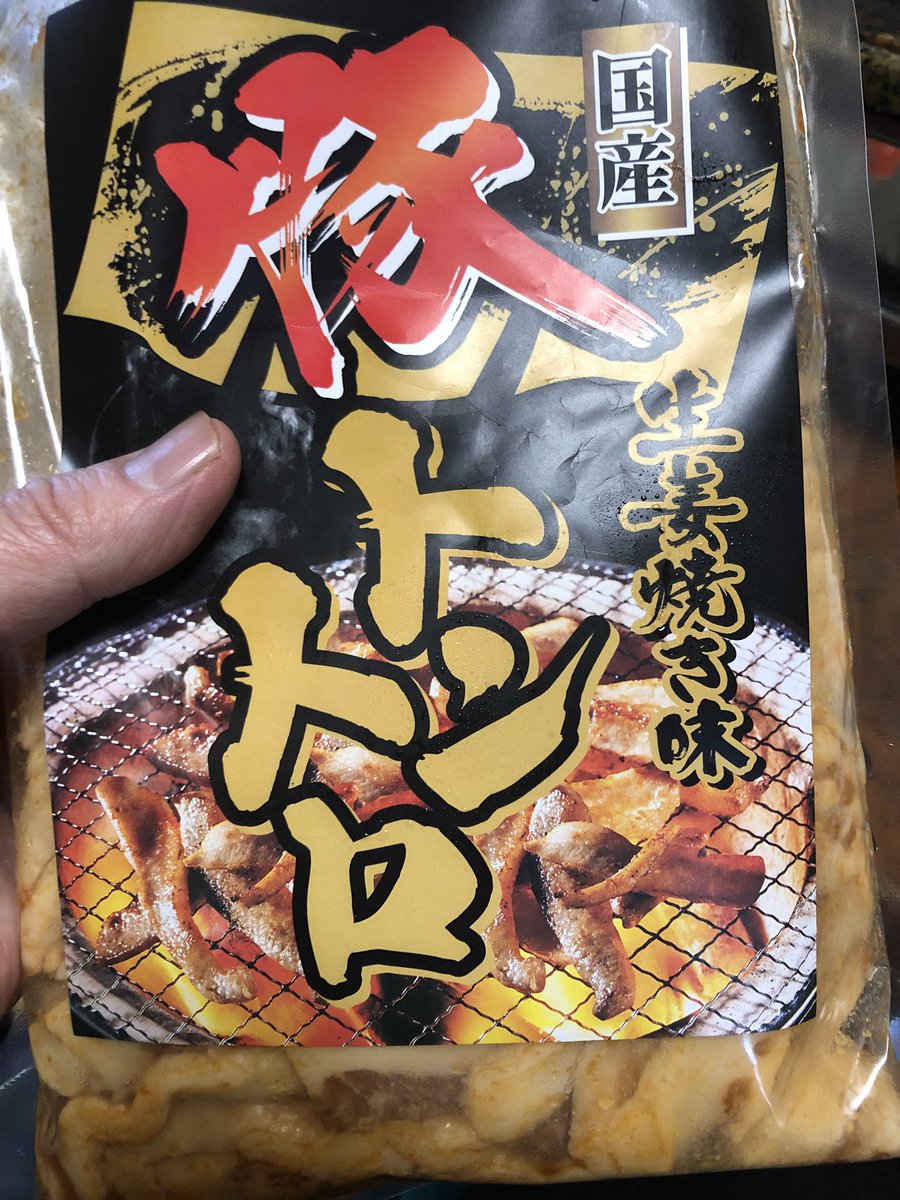 国産
豚
トントロ
生姜焼き味